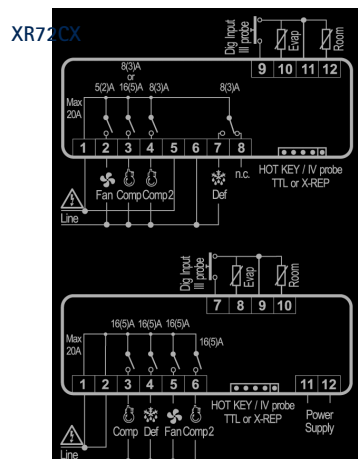 XR72CX
Dig Input
III probe
Evap
Room
9 10 11 12
8(3)A
or
5(2)A 16(5)A 8(3)A 8(3)A
Max
20A
1 2 3 4 5 6 7 8
n.c.
HOT KEY / IV probe
TTL or X-REP
Fan Comp Comp2 Def
Line
Dig Input
III probe
Evap
Room
7 8 9 10
16(5)A 16(5)A 16(5)A
16(5)A
Max
20A
1 2 3 4 5 6 11 12
HOT KEY / IV probe
TTL or X-REP
Power
Supply
Comp Def Fan Comp2
Line